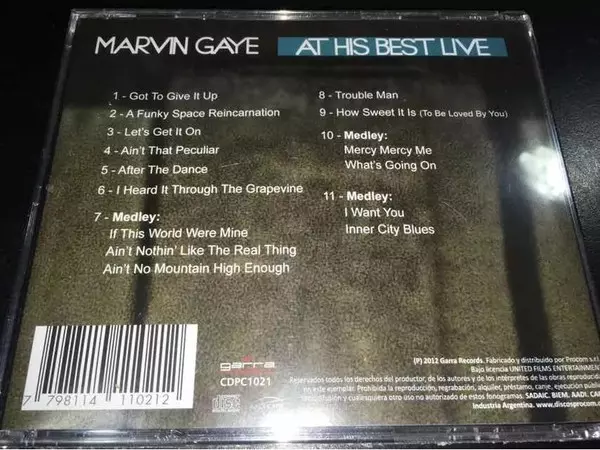 MARVIN GAYE AT HIS BEST LIVE
1 - Got To Give It Up
2 - A Funky Space Reincarnation
3 - Let's Get It On
4 - Ain't That Peculiar
5 - After The Dance
6 - I Heard It Through The Grapevine
7 - Medley:
If This World Were Mine
Ain't Nothin' Like The Real Thing
Ain't No Mountain High Enough
8 - Trouble Man
9 - How Sweet It Is (To Be Loved By You)
10 - Medley:
Mercy Mercy Me
What's Going On
11 - Medley:
I Want You
Inner City Blues
7 798114 110212
garra
CDPC1021
(P) 2012 Garra Records. Fabricado y distribuido por Procom s.r.l.
Bajo licencia UNITED FILMS ENTERTAINMENT
Reservados todos los derechos del productor, de los autores y de los intérpretes de las obras reproducidas
en este ejemplar. Prohibida la reproducción, regrabación, alquiler, préstamo, canje, ejecución pública
y cualquier otro uso no autorizado de estos fonogramas. SADAIC. BIEM. AADI.
Industria Argentina. www.discosprocom.